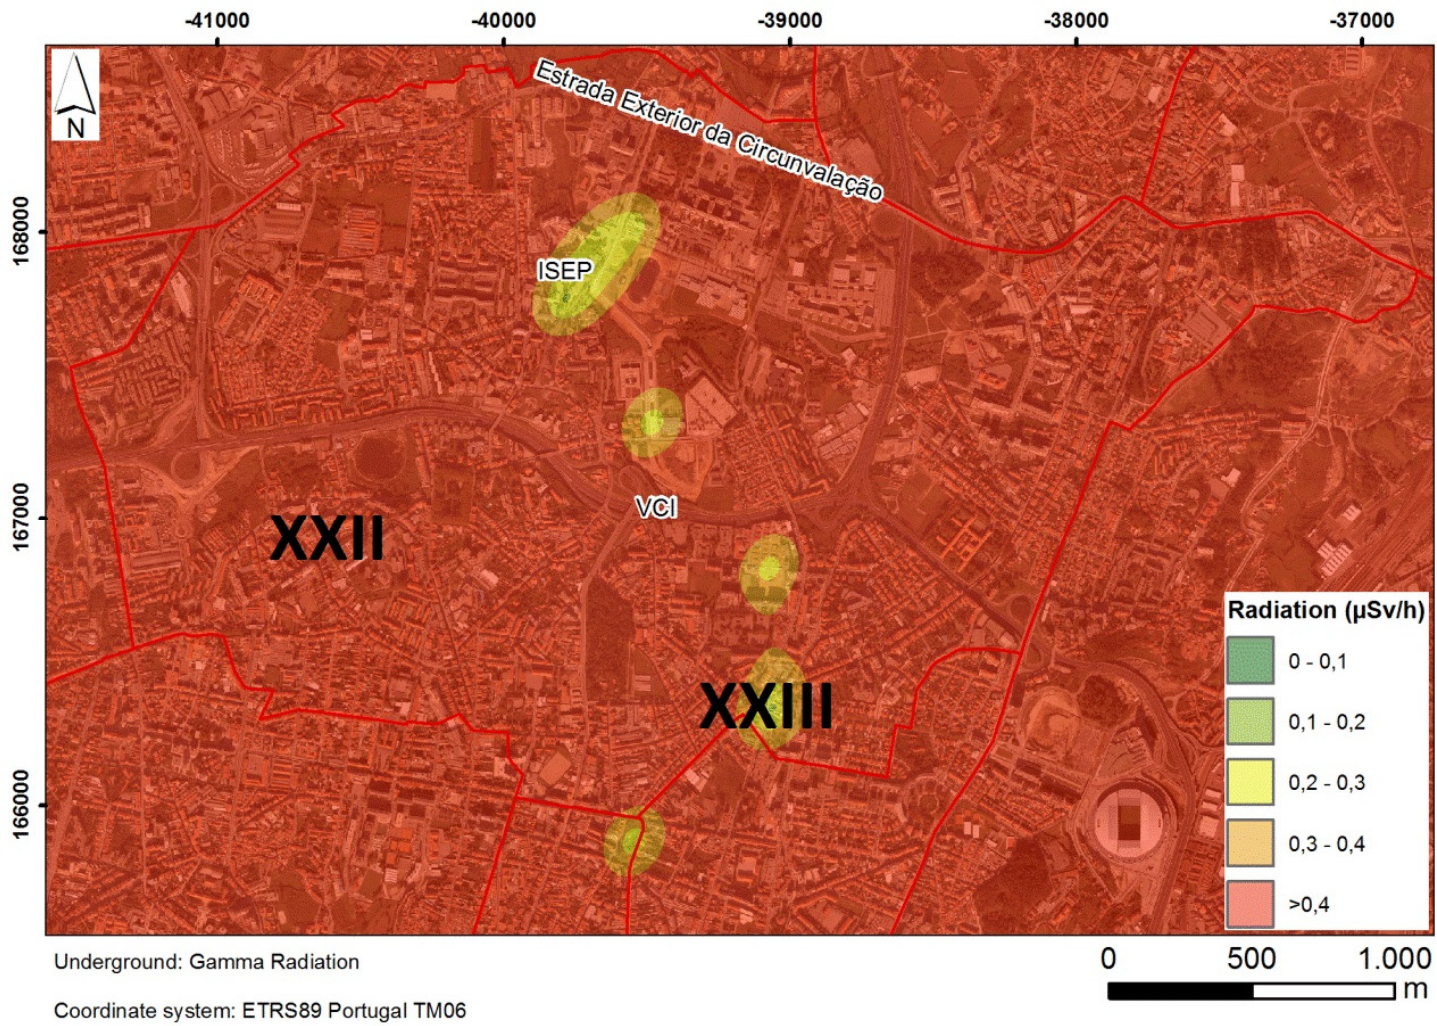 -41000
-40000
-39000
-38000
-37000
168000
167000
166000
N
Estrada Exterior da Circunvalação
ISEP
VCI
XXII
XXIII
Radiation (µSv/h)
0 - 0,1
0,1 - 0,2
0,2 - 0,3
0,3 - 0,4
>0,4
Underground: Gamma Radiation
Coordinate system: ETRS89 Portugal TM06
0 500 1.000
m